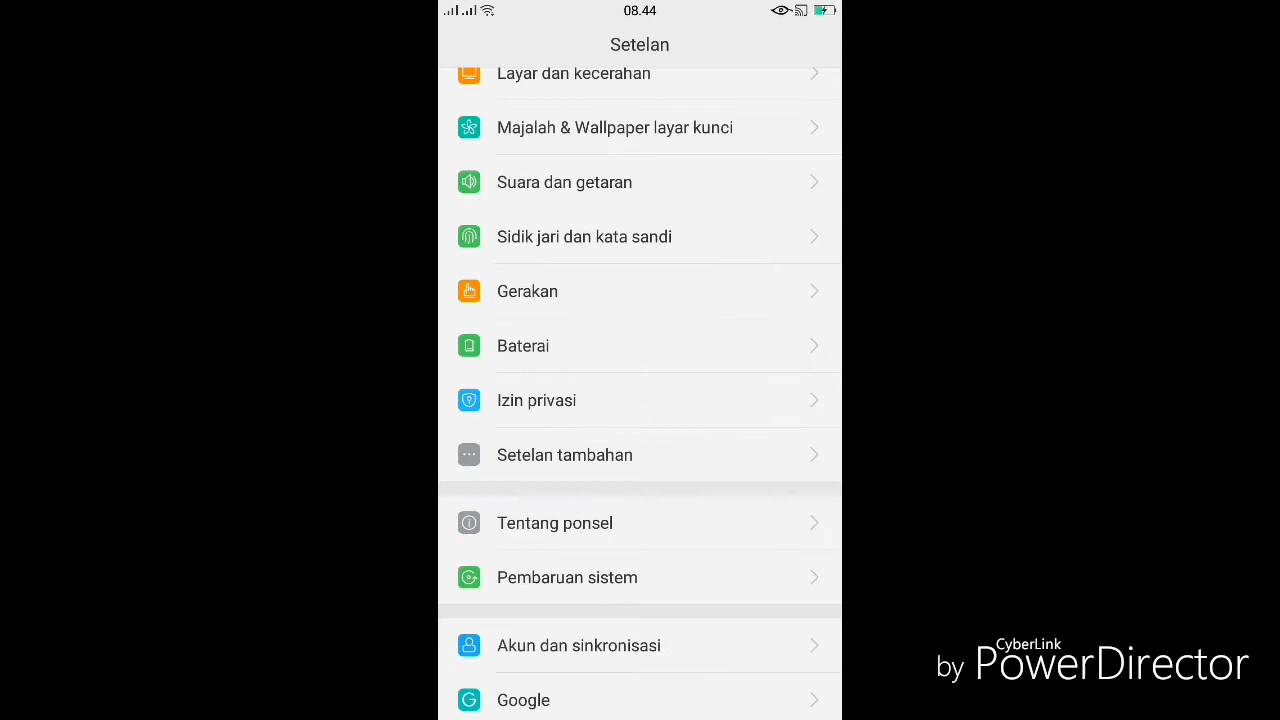 08.44
Setelan
Layar dan kecerahan
Majalah & Wallpaper layar kunci
Suara dan getaran
Sidik jari dan kata sandi
Gerakan
Baterai
Izin privasi
Setelan tambahan
Tentang ponsel
Pembaruan sistem
Akun dan sinkronisasi
Google
CyberLink
by PowerDirector